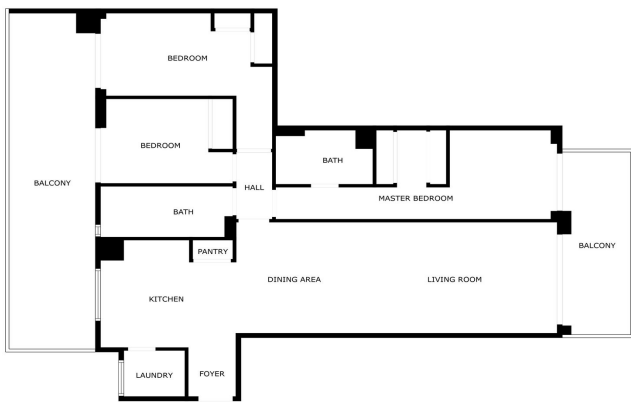 BEDROOM
BEDROOM
BATH
BALCONY
HALL
MASTER BEDROOM
BATH
BALCONY
PANTRY
DINING AREA
LIVING ROOM
KITCHEN
LAUNDRY
FOYER